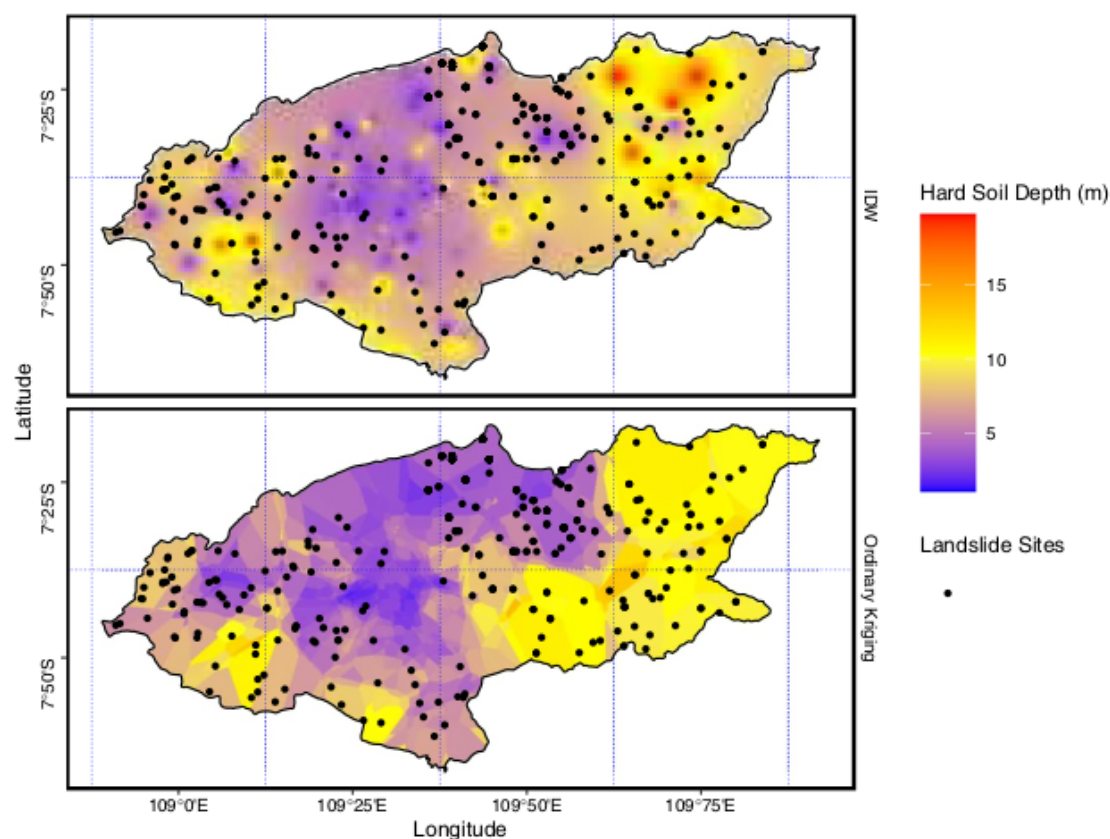 7°25'S
7°50'S
IDW
Latitude
7°25'S
7°50'S
Ordinary Kriging
109°0'E
109°25'E
109°50'E
109°75'E
Longitude
Hard Soil Depth (m)
15
10
5
Landslide Sites